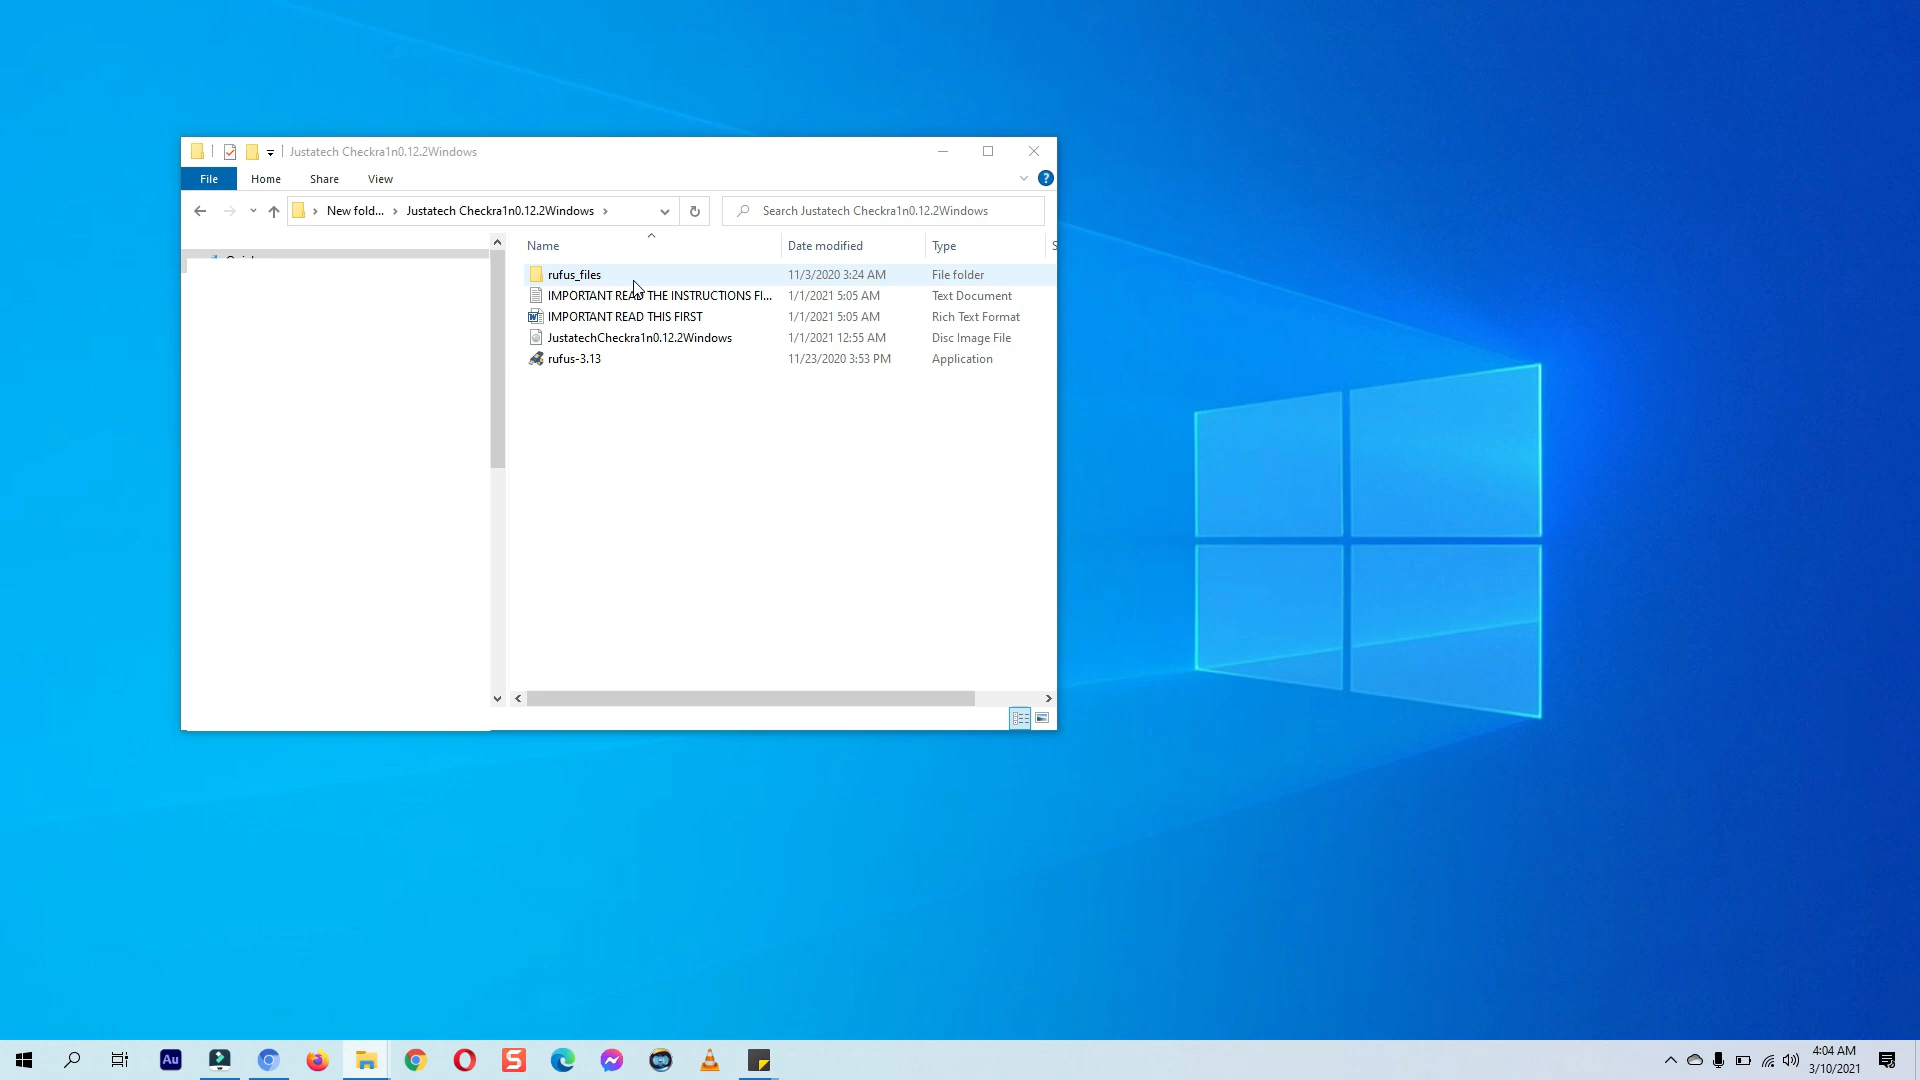 Justatech Checkra1n0.12.2Windows
File Home Share View
New fold... Justatech Checkra1n0.12.2Windows
Search Justatech Checkra1n0.12.2Windows
Name Date modified Type
rufus_files 11/3/2020 3:24 AM File folder
IMPORTANT READ THE INSTRUCTIONS FI... 1/1/2021 5:05 AM Text Document
IMPORTANT READ THIS FIRST 1/1/2021 5:05 AM Rich Text Format
JustatechCheckra1n0.12.2Windows 1/1/2021 12:55 AM Disc Image File
rufus-3.13 11/23/2020 3:53 PM Application
Au
4:04 AM
3/10/2021